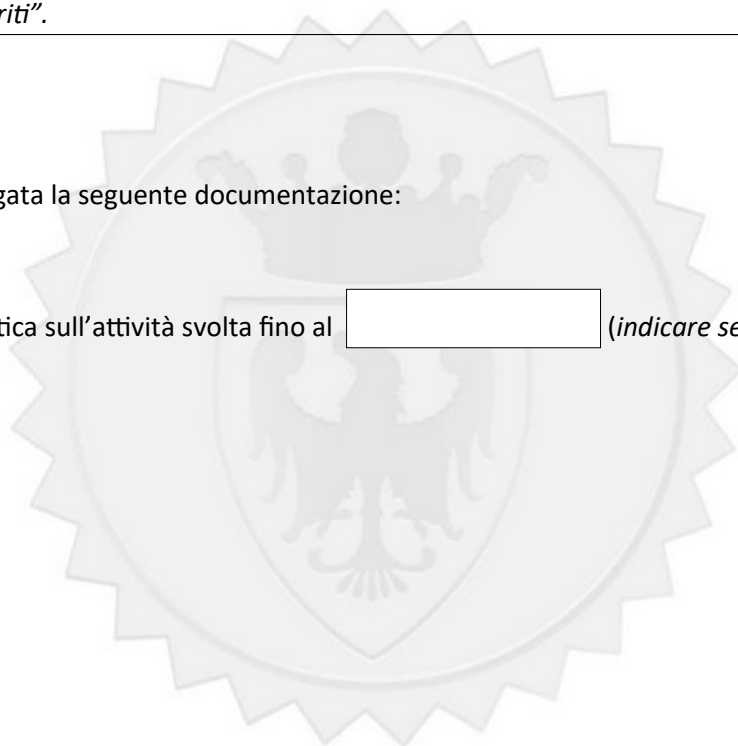 riti”.
gata la seguente documentazione:
tica sull’attività svolta fino al (indicare se